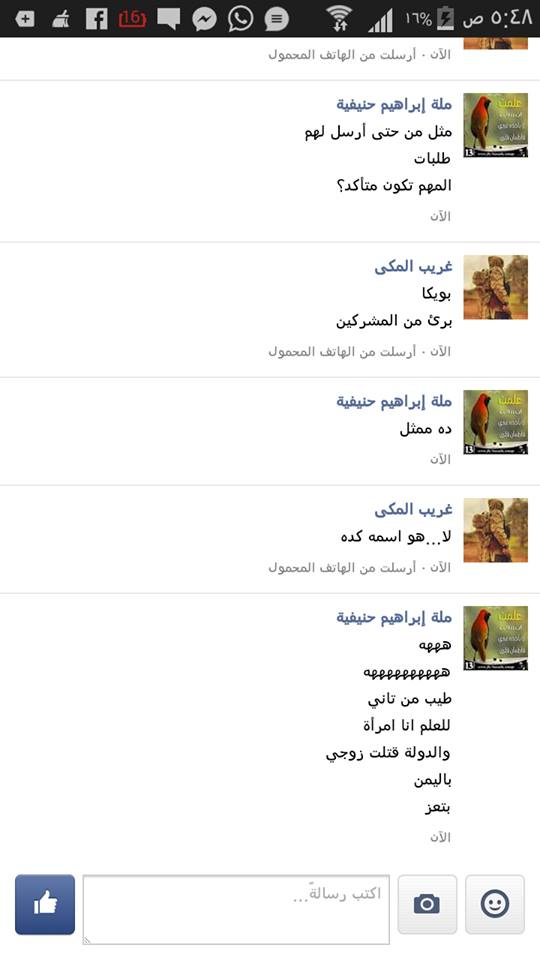 ٥:٤٨ ص
١٦%
16
الآن · أرسلت من الهاتف المحمول
ملة إبراهيم حنيفية
مثل من حتى أرسل لهم
طلبات
المهم تكون متأكد؟
الآن
غريب المكى
بويكا
برئ من المشركين
الآن · أرسلت من الهاتف المحمول
ملة إبراهيم حنيفية
ده ممثل
الآن
غريب المكى
لا...هو اسمه كده
الآن · أرسلت من الهاتف المحمول
ملة إبراهيم حنيفية
هههه
ههههههههههه
طيب من تاني
للعلم انا امرأة
والدولة قتلت زوجي
باليمن
بتعز
الآن
اكتب رسالةً...